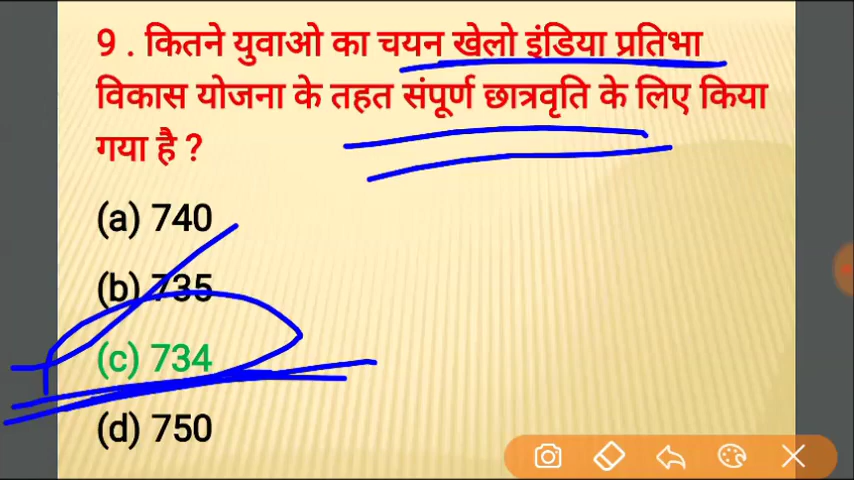 9 . कितने युवाओ का चयन खेलो इंडिया प्रतिभा
विकास योजना के तहत संपूर्ण छात्रवृति के लिए किया
गया है ?
(a) 740
(b) 735
(c) 734
(d) 750